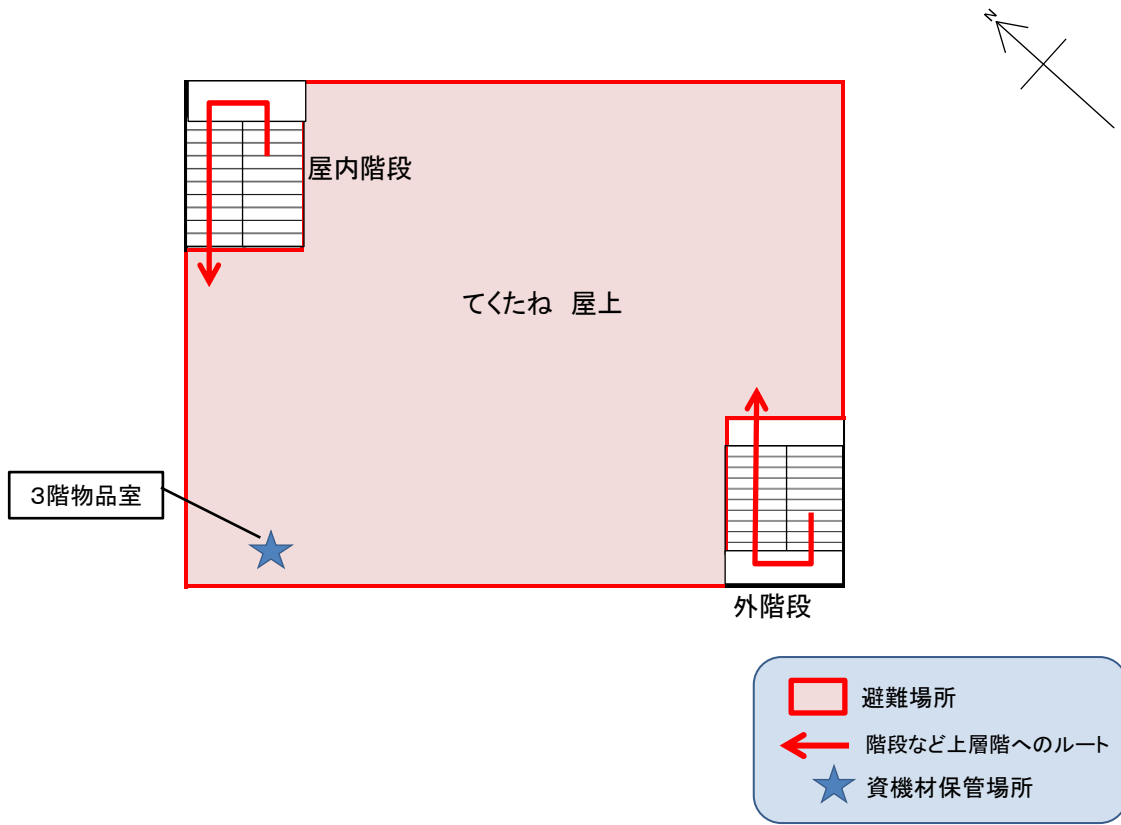 N
屋内階段
てくたね　屋上
３階物品室
外階段
避難場所
階段など上層階へのルート
資機材保管場所